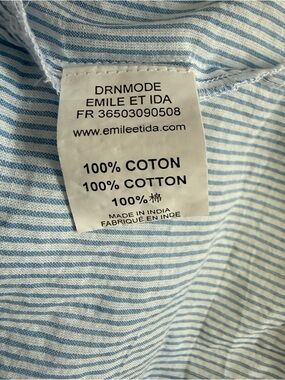 DRNMODE
EMILE ET IDA
FR 36503090508
www.emileetida.com
100% COTON
100% COTTON
100%棉
MADE IN INDIA
FABRIQUÉ EN INDE